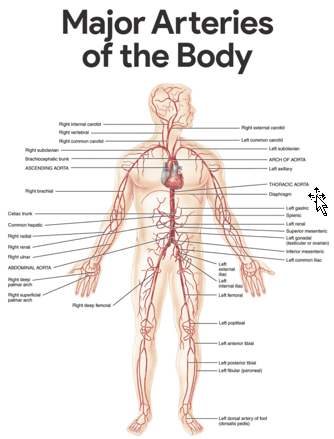 Major Arteries
of the Body
Right internal carotid
Right vertebral
Right common carotid
Right subclavian
Brachiocephalic trunk
ASCENDING AORTA
Right brachial
Celiac trunk
Common hepatic
Right radial
Right renal
Right ulnar
ABDOMINAL AORTA
Right deep
palmar arch
Right superficial
palmar arch
Right deep femoral
Right external carotid
Left common carotid
Left subclavian
ARCH OF AORTA
Left axillary
THORACIC AORTA
Diaphragm
Left gastric
Splenic
Left renal
Superior mesenteric
Left gonadal
(testicular or ovarian)
Inferior mesenteric
Left common iliac
Left
external
iliac
Left
internal iliac
Left femoral
Left popliteal
Left anterior tibial
Left posterior tibial
Left fibular (peroneal)
Left dorsal artery of foot
(dorsalis pedis)